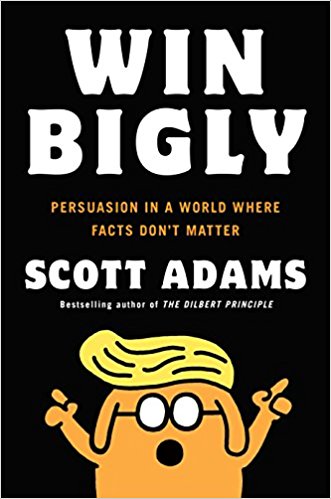 WIN
BIGLY
PERSUASION IN A WORLD WHERE
FACTS DON'T MATTER
SCOTT ADAMS
Bestselling author of THE DILBERT PRINCIPLE